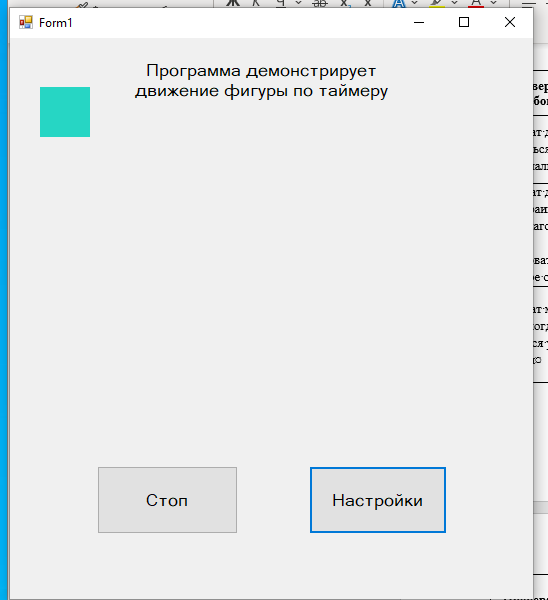 Form1
Программа демонстрирует
движение фигуры по таймеру
Стоп
Настройки